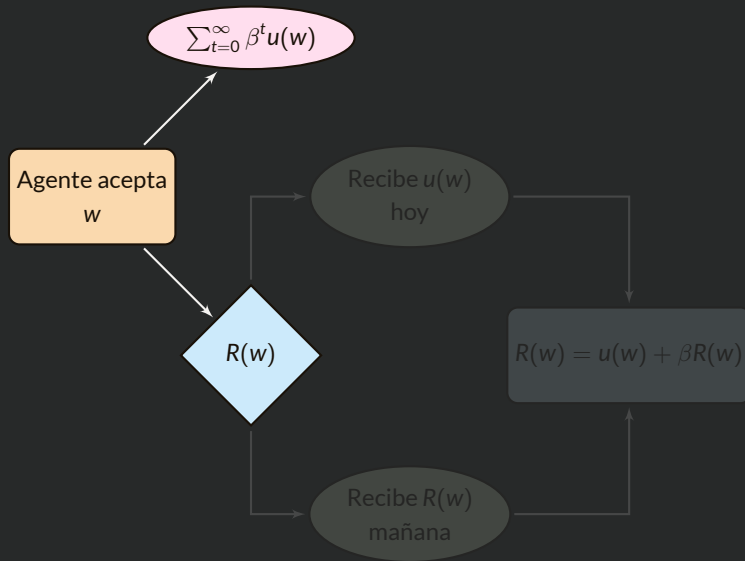 ∑_{t=0}^{∞} β^t u(w)
Agente acepta
w
Recibe u(w)
hoy
R(w)
R(w) = u(w) + βR(w)
Recibe R(w)
mañana